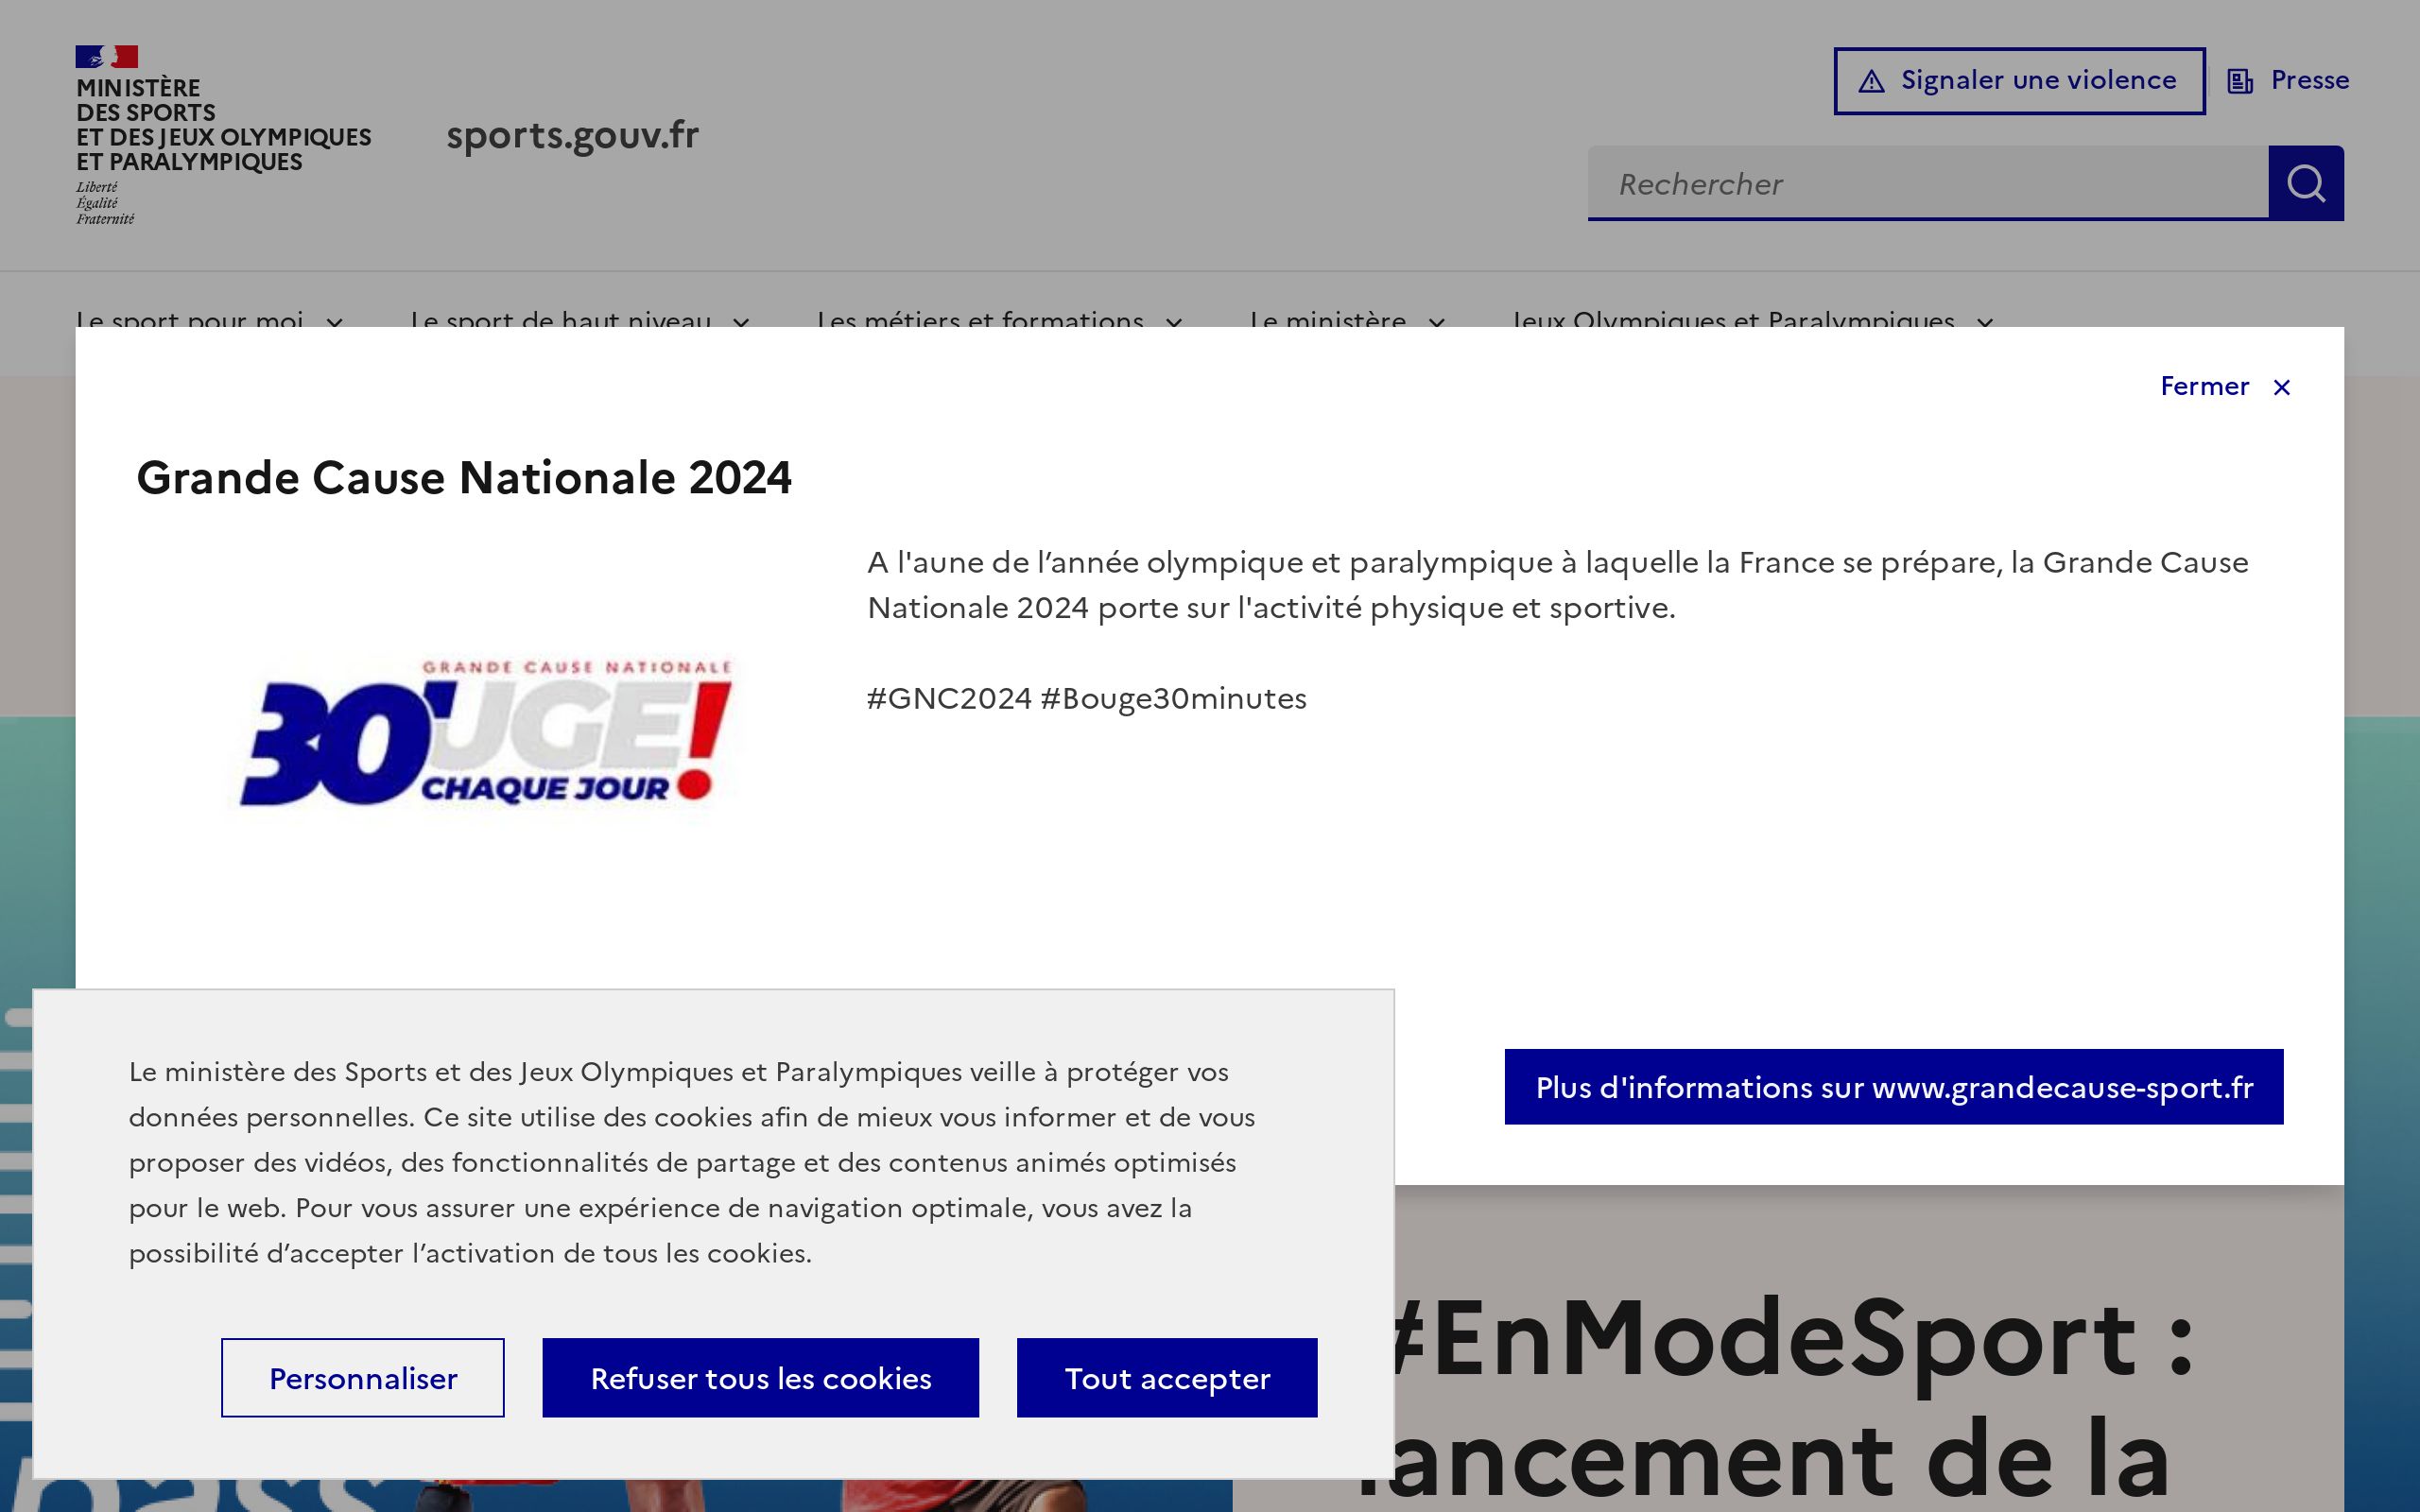 MINISTÈRE
DES SPORTS
ET DES JEUX OLYMPIQUES
ET PARALYMPIQUES
Liberté
Égalité
Fraternité
sports.gouv.fr
Signaler une violence
Presse
Rechercher
Le sport pour moi
Le sport de haut niveau
Les métiers et formations
Le ministère
Jeux Olympiques et Paralympiques
Fermer
Grande Cause Nationale 2024
GRANDE CAUSE NATIONALE
30'UGE!
CHAQUE JOUR
A l'aune de l’année olympique et paralympique à laquelle la France se prépare, la Grande Cause
Nationale 2024 porte sur l'activité physique et sportive.
#GNC2024 #Bouge30minutes
Plus d'informations sur www.grandecause-sport.fr
Le ministère des Sports et des Jeux Olympiques et Paralympiques veille à protéger vos
données personnelles. Ce site utilise des cookies afin de mieux vous informer et de vous
proposer des vidéos, des fonctionnalités de partage et des contenus animés optimisés
pour le web. Pour vous assurer une expérience de navigation optimale, vous avez la
possibilité d’accepter l’activation de tous les cookies.
Personnaliser
Refuser tous les cookies
Tout accepter
#EnModeSport :
lancement de la
pass